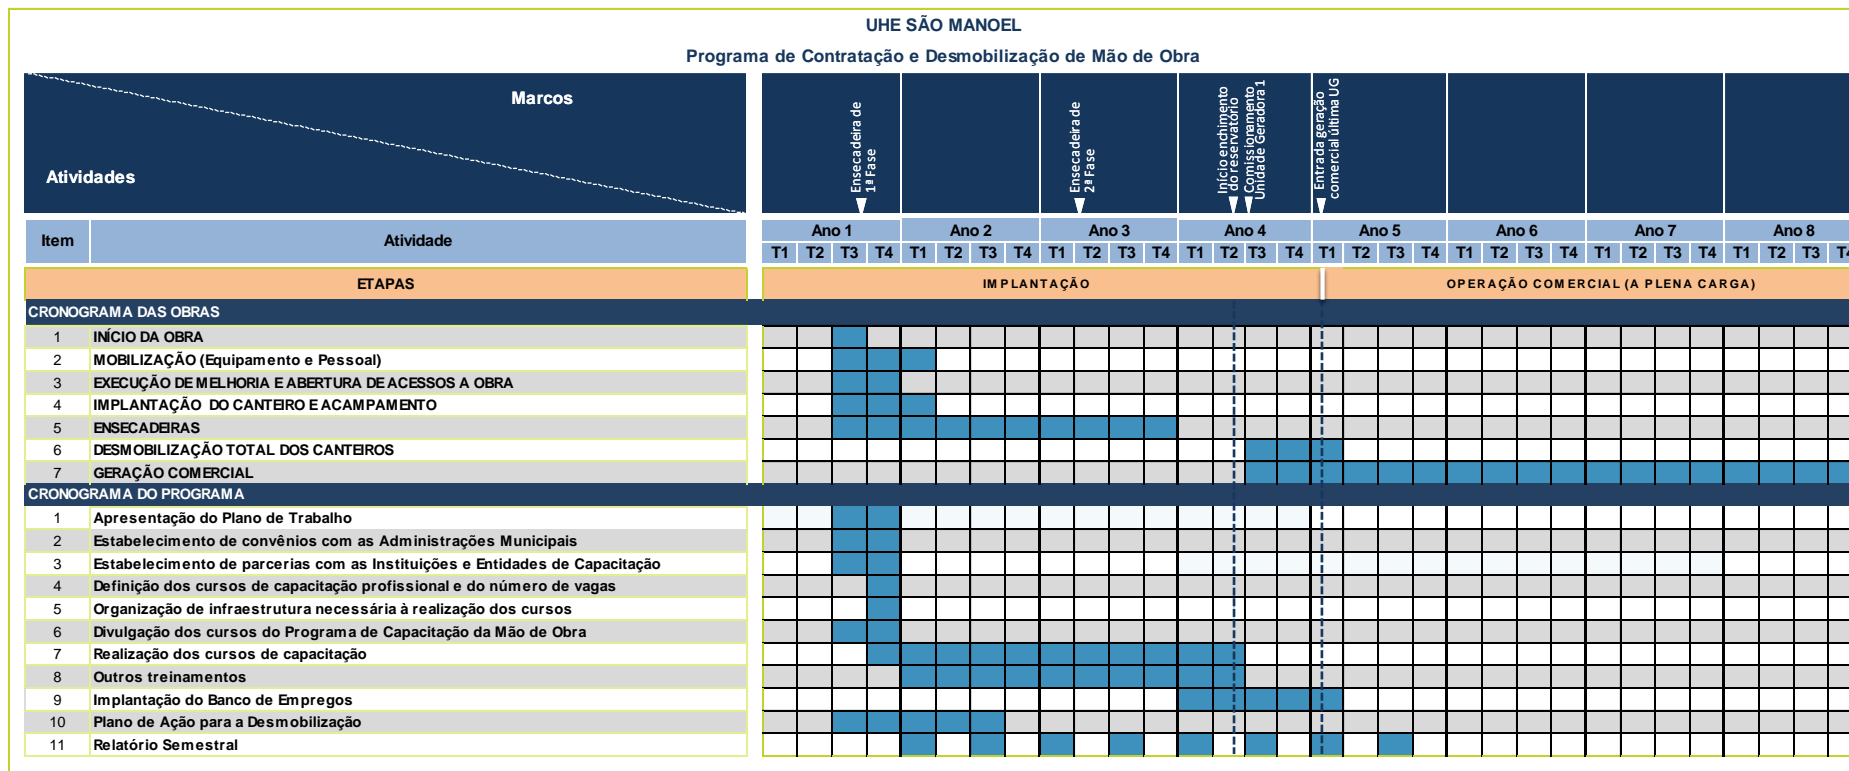 UHE SÃO MANOEL
Programa de Contratação e Desmobilização de Mão de Obra
Marcos
Atividades
Ensecadeira de
1ª Fase
Ensecadeira de
2ª Fase
Início enchimento
do reservatório
Comissionamento
Unidade Geradora 1
Entrada geração
comercial última UG
Item Atividade Ano 1 Ano 2 Ano 3 Ano 4 Ano 5 Ano 6 Ano 7 Ano 8
T1 T2 T3 T4 T1 T2 T3 T4 T1 T2 T3 T4 T1 T2 T3 T4 T1 T2 T3 T4 T1 T2 T3 T4 T1 T2 T3 T4 T1 T2 T3 T4
ETAPAS IMPLANTAÇÃO OPERAÇÃO COMERCIAL (A PLENA CARGA)
CRONOGRAMA DAS OBRAS
1 INÍCIO DA OBRA
2 MOBILIZAÇÃO (Equipamento e Pessoal)
3 EXECUÇÃO DE MELHORIA E ABERTURA DE ACESSOS A OBRA
4 IMPLANTAÇÃO DO CANTEIRO E ACAMPAMENTO
5 ENSECADEIRAS
6 DESMOBILIZAÇÃO TOTAL DOS CANTEIROS
7 GERAÇÃO COMERCIAL
CRONOGRAMA DO PROGRAMA
1 Apresentação do Plano de Trabalho
2 Estabelecimento de convênios com as Administrações Municipais
3 Estabelecimento de parcerias com as Instituições e Entidades de Capacitação
4 Definição dos cursos de capacitação profissional e do número de vagas
5 Organização de infraestrutura necessária à realização dos cursos
6 Divulgação dos cursos do Programa de Capacitação da Mão de Obra
7 Realização dos cursos de capacitação
8 Outros treinamentos
9 Implantação do Banco de Empregos
10 Plano de Ação para a Desmobilização
11 Relatório Semestral